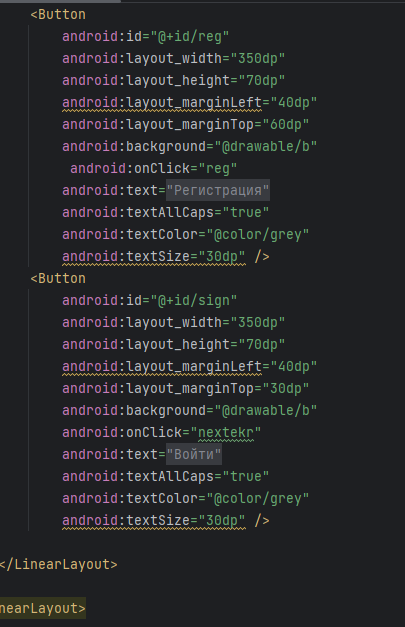 <Button
android:id="@+id/reg"
android:layout_width="350dp"
android:layout_height="70dp"
android:layout_marginLeft="40dp"
android:layout_marginTop="60dp"
android:background="@drawable/b"
android:onClick="reg"
android:text="Регистрация"
android:textAllCaps="true"
android:textColor="@color/grey"
android:textSize="30dp" />
<Button
android:id="@+id/sign"
android:layout_width="350dp"
android:layout_height="70dp"
android:layout_marginLeft="40dp"
android:layout_marginTop="30dp"
android:background="@drawable/b"
android:onClick="nextekr"
android:text="Войти"
android:textAllCaps="true"
android:textColor="@color/grey"
android:textSize="30dp" />
</LinearLayout>
nearLayout>